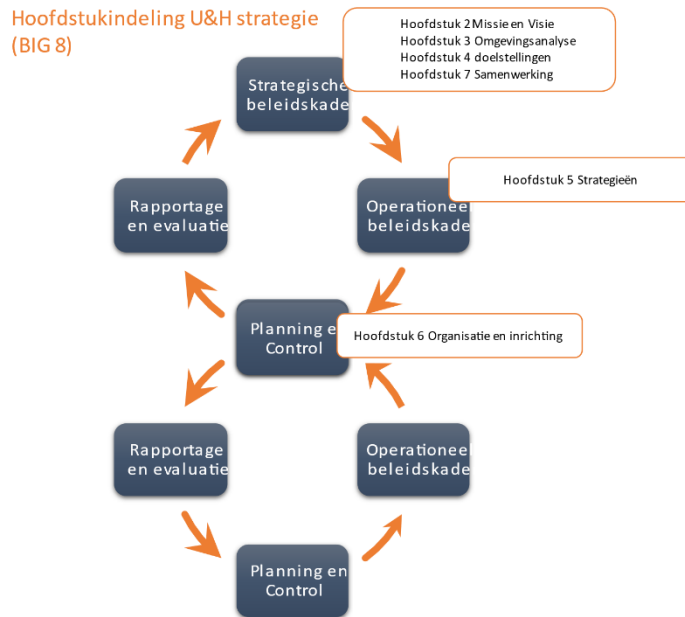 Hoofdstukindeling U&H strategie
(BIG 8)
Hoofdstuk 2 Missie en Visie
Hoofdstuk 3 Omgevingsanalyse
Hoofdstuk 4 doelstellingen
Hoofdstuk 7 Samenwerking
Strategische
beleidskade
Hoofdstuk 5 Strategieën
Rapportage
en evaluatie
Operationeel
beleidskade
Planning e
Control
Hoofdstuk 6 Organisatie en inrichting
Rapportage
en evaluatie
Operationeel
beleidskade
Planning en
Control